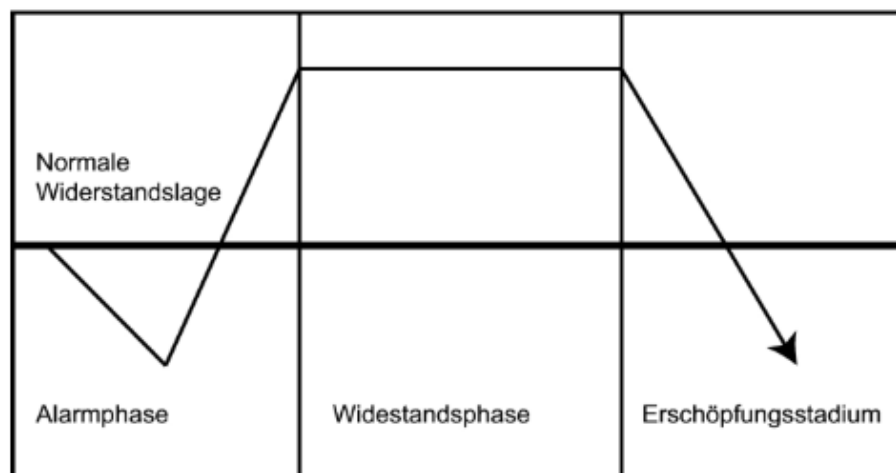 Normale
Widerstandslage
Alarmphase
Widestandsphase
Erschöpfungsstadium